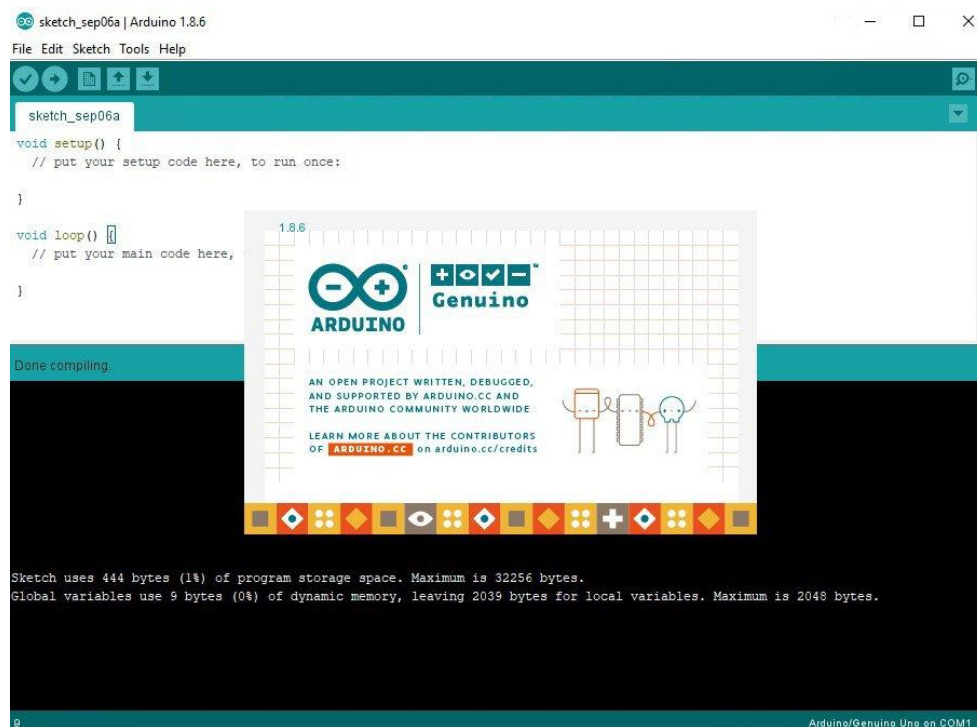 sketch_sep06a | Arduino 1.8.6
File Edit Sketch Tools Help
sketch_sep06a
void setup() {
// put your setup code here, to run once:
}
void loop() {
// put your main code here,
}
1.8.6
ARDUINO
Genuino
™
AN OPEN PROJECT WRITTEN, DEBUGGED,
AND SUPPORTED BY ARDUINO.CC AND
THE ARDUINO COMMUNITY WORLDWIDE
LEARN MORE ABOUT THE CONTRIBUTORS
OF ARDUINO.CC on arduino.cc/credits
Done compiling.
Sketch uses 444 bytes (1%) of program storage space. Maximum is 32256 bytes.
Global variables use 9 bytes (0%) of dynamic memory, leaving 2039 bytes for local variables. Maximum is 2048 bytes.
9
Arduino/Genuino Uno on COM1